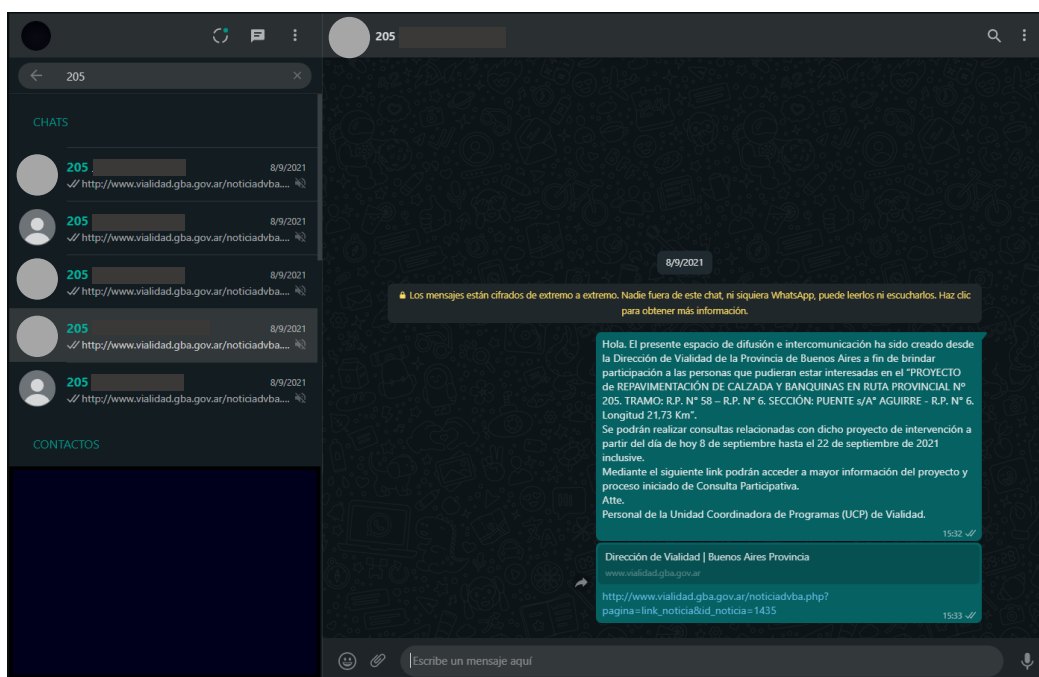 205
CHATS
205
8/9/2021
http://www.vialidad.gba.gov.ar/noticiadvba....
205
8/9/2021
http://www.vialidad.gba.gov.ar/noticiadvba....
205
8/9/2021
http://www.vialidad.gba.gov.ar/noticiadvba....
205
8/9/2021
http://www.vialidad.gba.gov.ar/noticiadvba....
205
8/9/2021
http://www.vialidad.gba.gov.ar/noticiadvba....
CONTACTOS
205
8/9/2021
Los mensajes están cifrados de extremo a extremo. Nadie fuera de este chat, ni siquiera WhatsApp, puede leerlos ni escucharlos. Haz clic
para obtener más información.
Hola. El presente espacio de difusión e intercomunicación ha sido creado desde
la Dirección de Vialidad de la Provincia de Buenos Aires a fin de brindar
participación a las personas que pudieran estar interesadas en el "PROYECTO
de REPAVIMENTACIÓN DE CALZADA Y BANQUINAS EN RUTA PROVINCIAL Nº
205. TRAMO: R.P. N° 58 – R.P. N° 6. SECCIÓN: PUENTE s/A° AGUIRRE - R.P. N° 6.
Longitud 21,73 Km".
Se podrán realizar consultas relacionadas con dicho proyecto de intervención a
partir del día de hoy 8 de septiembre hasta el 22 de septiembre de 2021
inclusive.
Mediante el siguiente link podrán acceder a mayor información del proyecto y
proceso iniciado de Consulta Participativa.
Atte.
Personal de la Unidad Coordinadora de Programas (UCP) de Vialidad.
15:32
Dirección de Vialidad | Buenos Aires Provincia
www.vialidad.gba.gov.ar
http://www.vialidad.gba.gov.ar/noticiadvba.php?
pagina=link_noticia&id_noticia=1435
15:33
Escribe un mensaje aquí